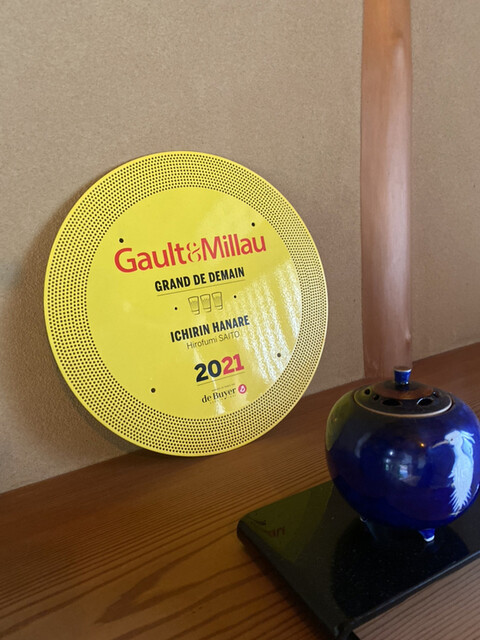 Gault&Millau
GRAND DE DEMAIN
ICHIRIN HANARE
Hirofumi SAITO
2021
de Buyer